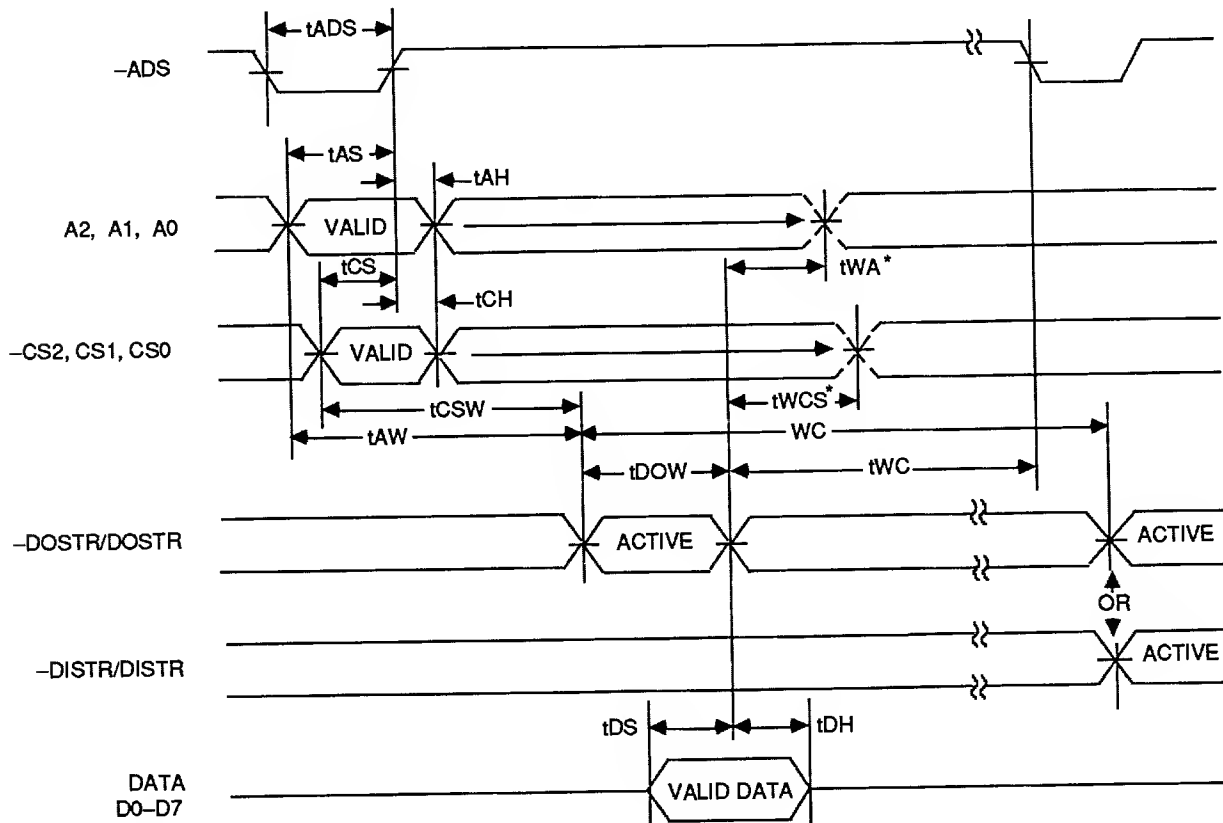 tADS
–ADS
tAS
tAH
A2, A1, A0
VALID
tCS
tWA*
tCH
–CS2, CS1, CS0
VALID
tCSW
tWCS*
tAW
WC
tDOW
tWC
–DOSTR/DOSTR
ACTIVE
ACTIVE
OR
–DISTR/DISTR
ACTIVE
tDS
tDH
DATA
D0–D7
VALID DATA